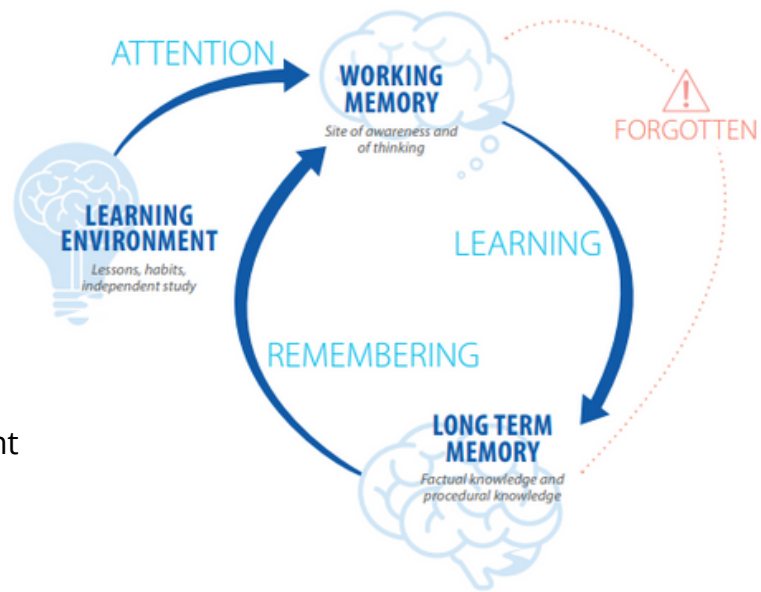 ATTENTION
WORKING
MEMORY
Site of awareness and
of thinking
FORGOTTEN
LEARNING
ENVIRONMENT
Lessons, habits,
independent study
LEARNING
REMEMBERING
LONG TERM
MEMORY
Factual knowledge and
procedural knowledge
nt